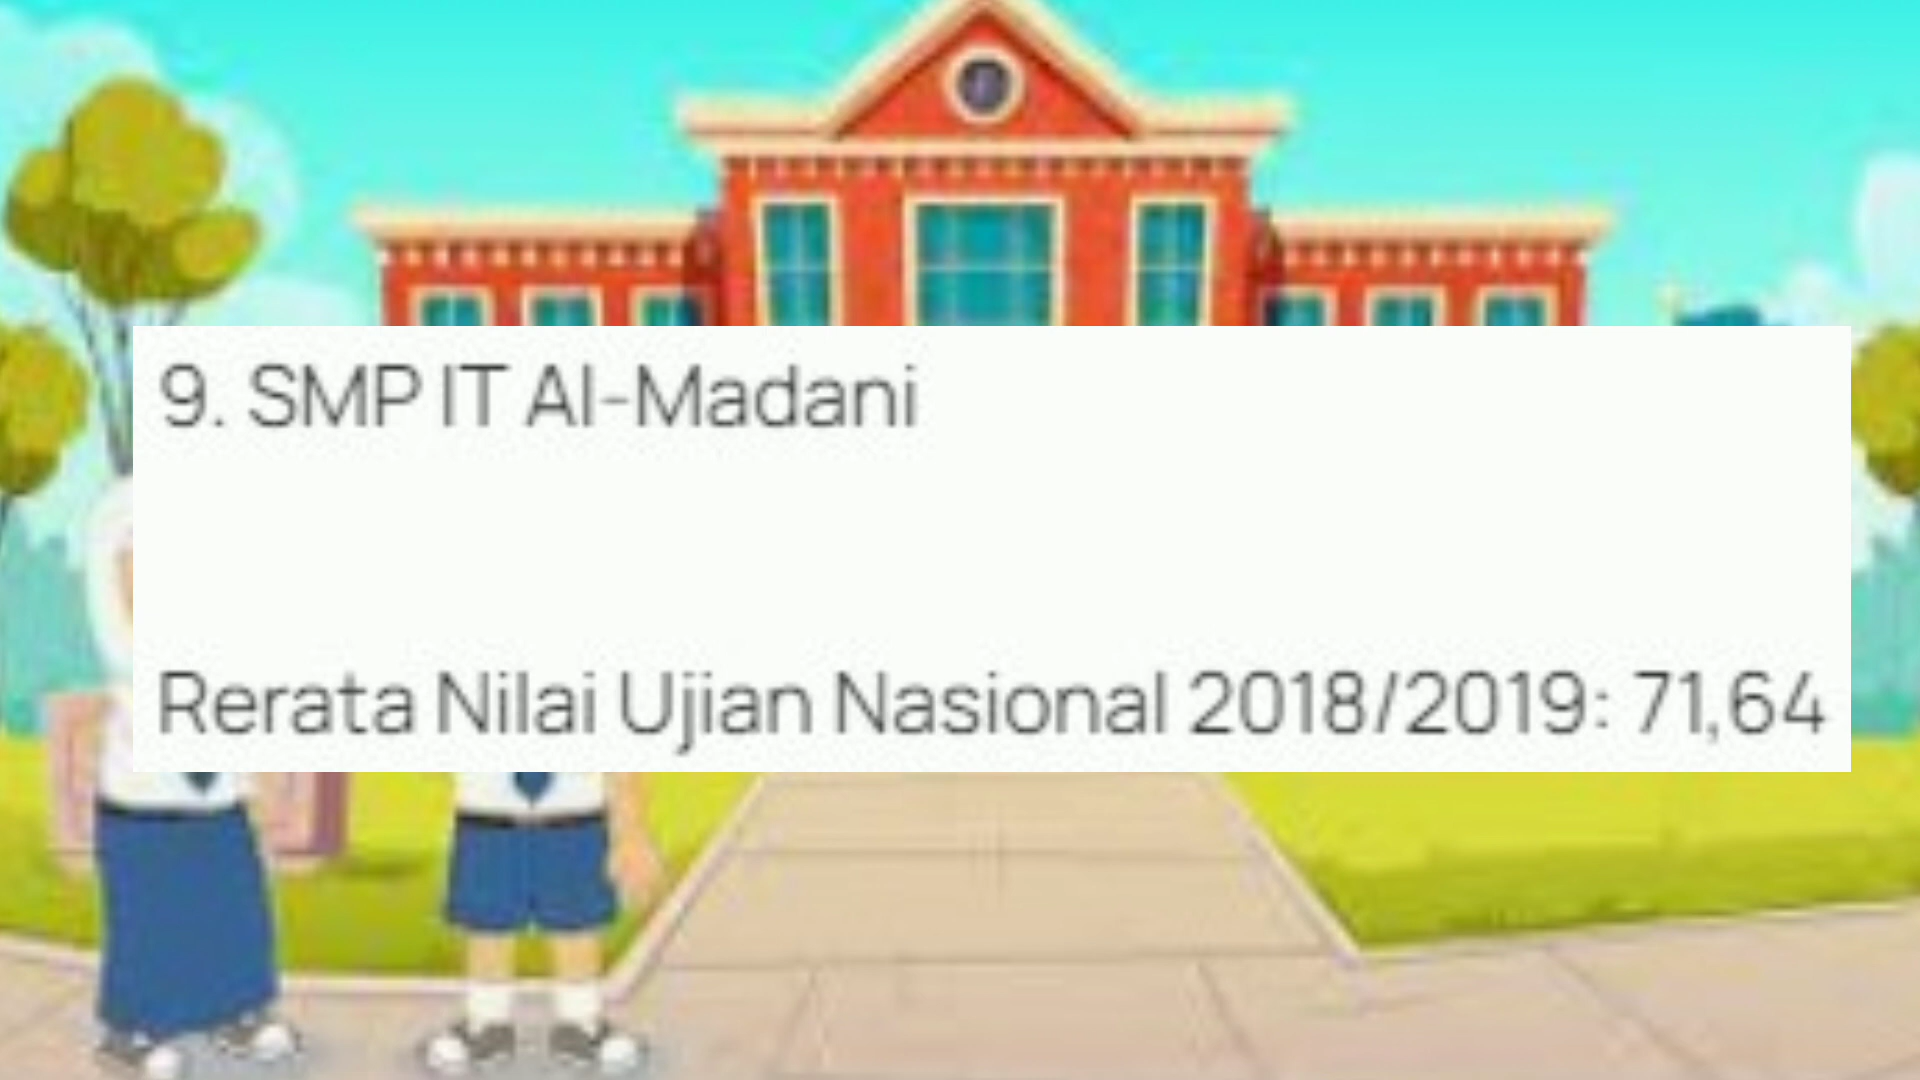 9. SMP IT Al-Madani
Rerata Nilai Ujian Nasional 2018/2019: 71,64